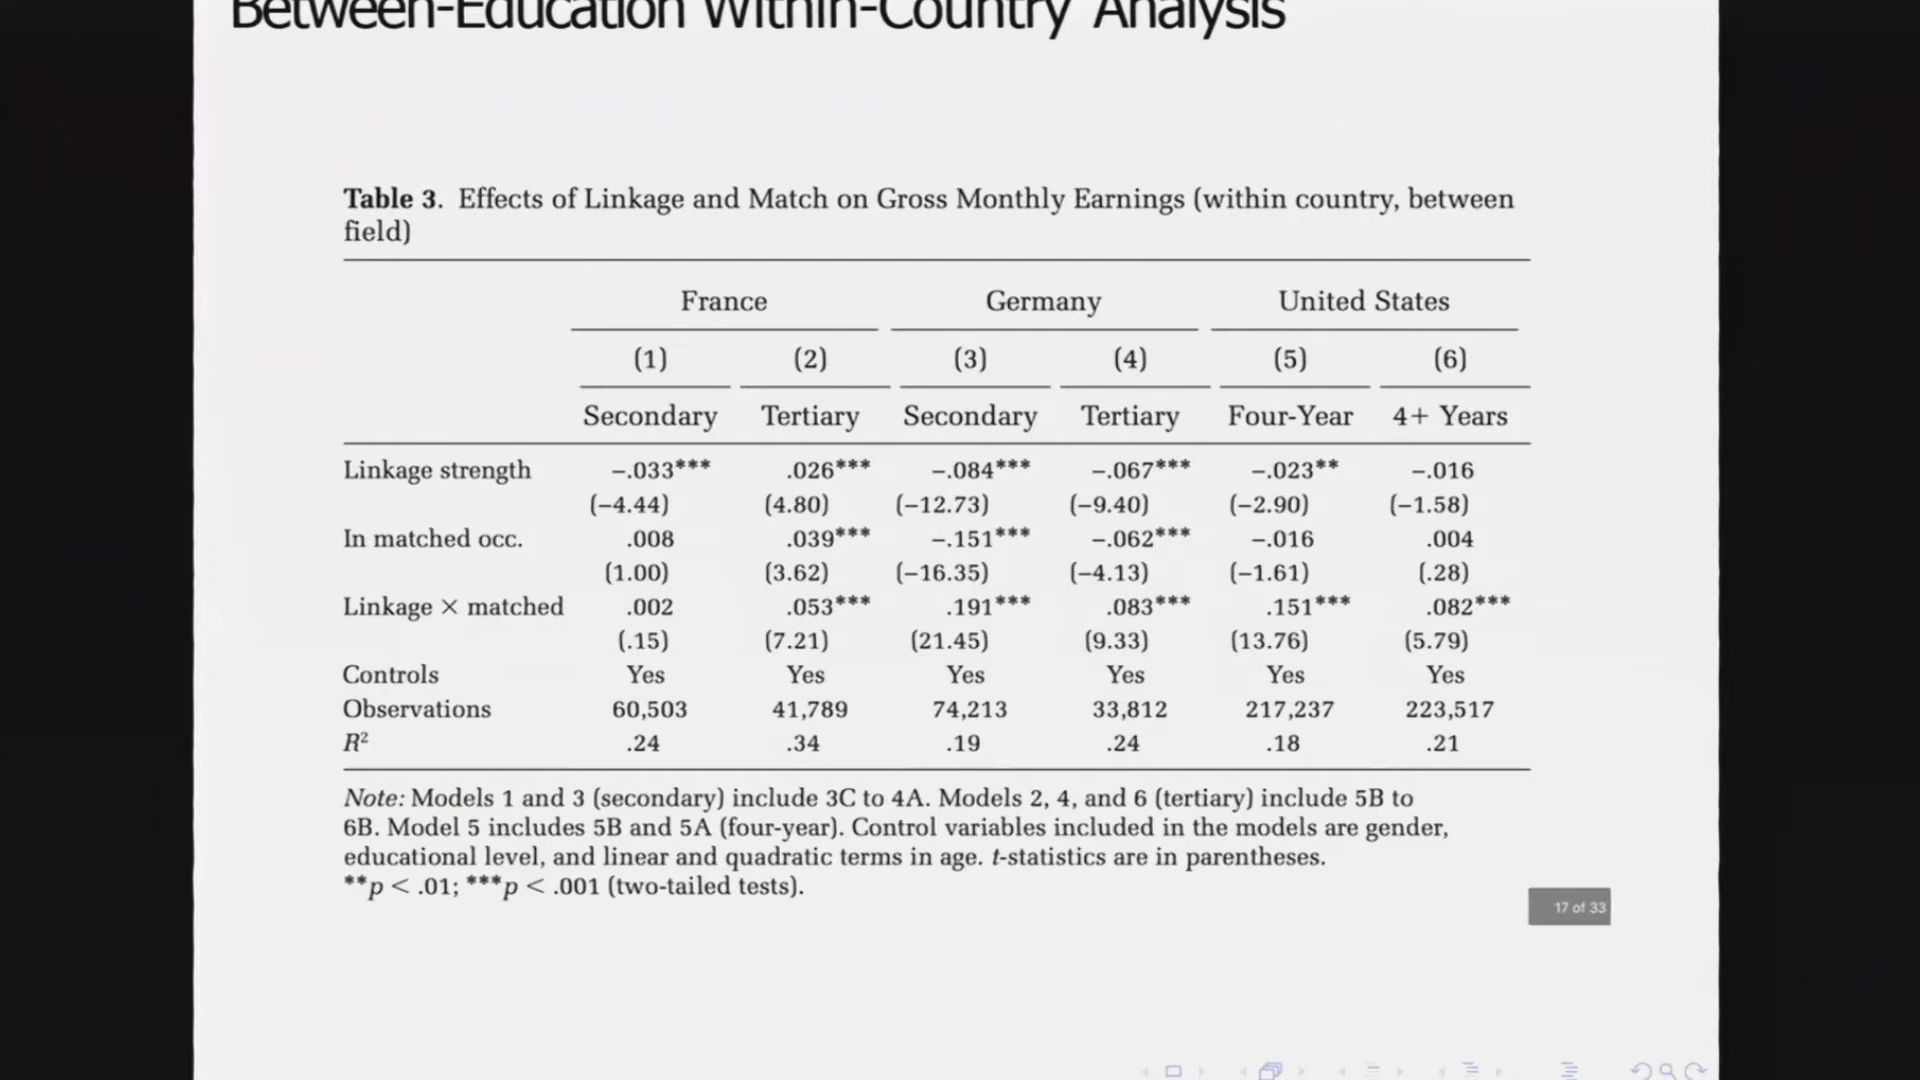 Between-Education Within-Country Analysis
Table 3. Effects of Linkage and Match on Gross Monthly Earnings (within country, between
field)
France Germany United States
(1) (2) (3) (4) (5) (6)
Secondary Tertiary Secondary Tertiary Four-Year 4+ Years
Linkage strength –.033*** .026*** –.084*** –.067*** –.023** –.016
(–4.44) (4.80) (–12.73) (–9.40) (–2.90) (–1.58)
In matched occ. .008 .039*** –.151*** –.062*** –.016 .004
(1.00) (3.62) (–16.35) (–4.13) (–1.61) (.28)
Linkage × matched .002 .053*** .191*** .083*** .151*** .082***
(.15) (7.21) (21.45) (9.33) (13.76) (5.79)
Controls Yes Yes Yes Yes Yes Yes
Observations 60,503 41,789 74,213 33,812 217,237 223,517
R² .24 .34 .19 .24 .18 .21
Note: Models 1 and 3 (secondary) include 3C to 4A. Models 2, 4, and 6 (tertiary) include 5B to
6B. Model 5 includes 5B and 5A (four-year). Control variables included in the models are gender,
educational level, and linear and quadratic terms in age. t-statistics are in parentheses.
**p < .01; ***p < .001 (two-tailed tests).
17 of 33